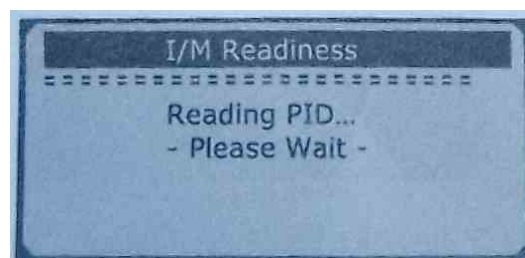 I/M Readiness
========================
Reading PID...
- Please Wait -